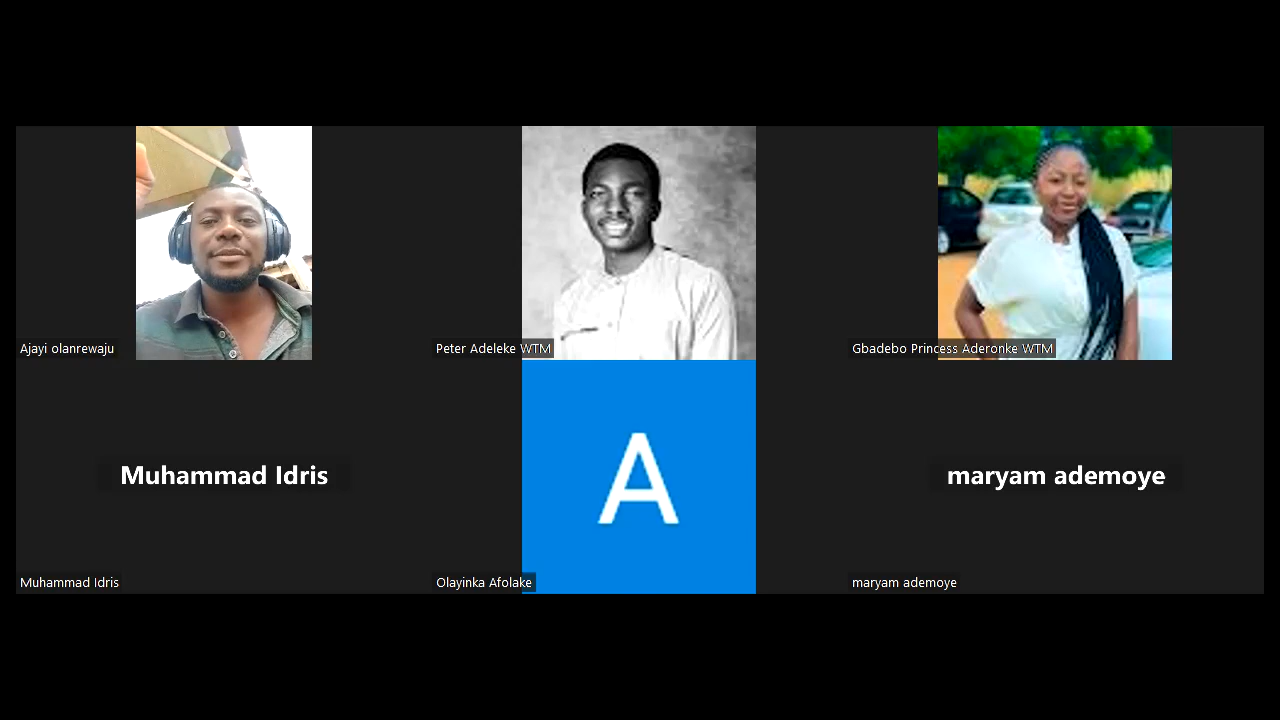 Ajayi olanrewaju
Peter Adeleke WTM
Gbadebo Princess Aderonke WTM
Muhammad Idris
A
maryam ademoye
Muhammad Idris
Olayinka Afolake
maryam ademoye